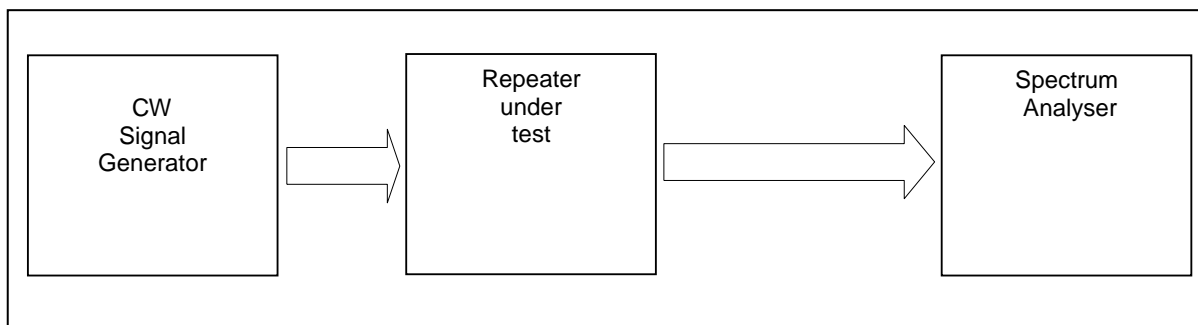 CW
Signal
Generator
Repeater
under
test
Spectrum
Analyser